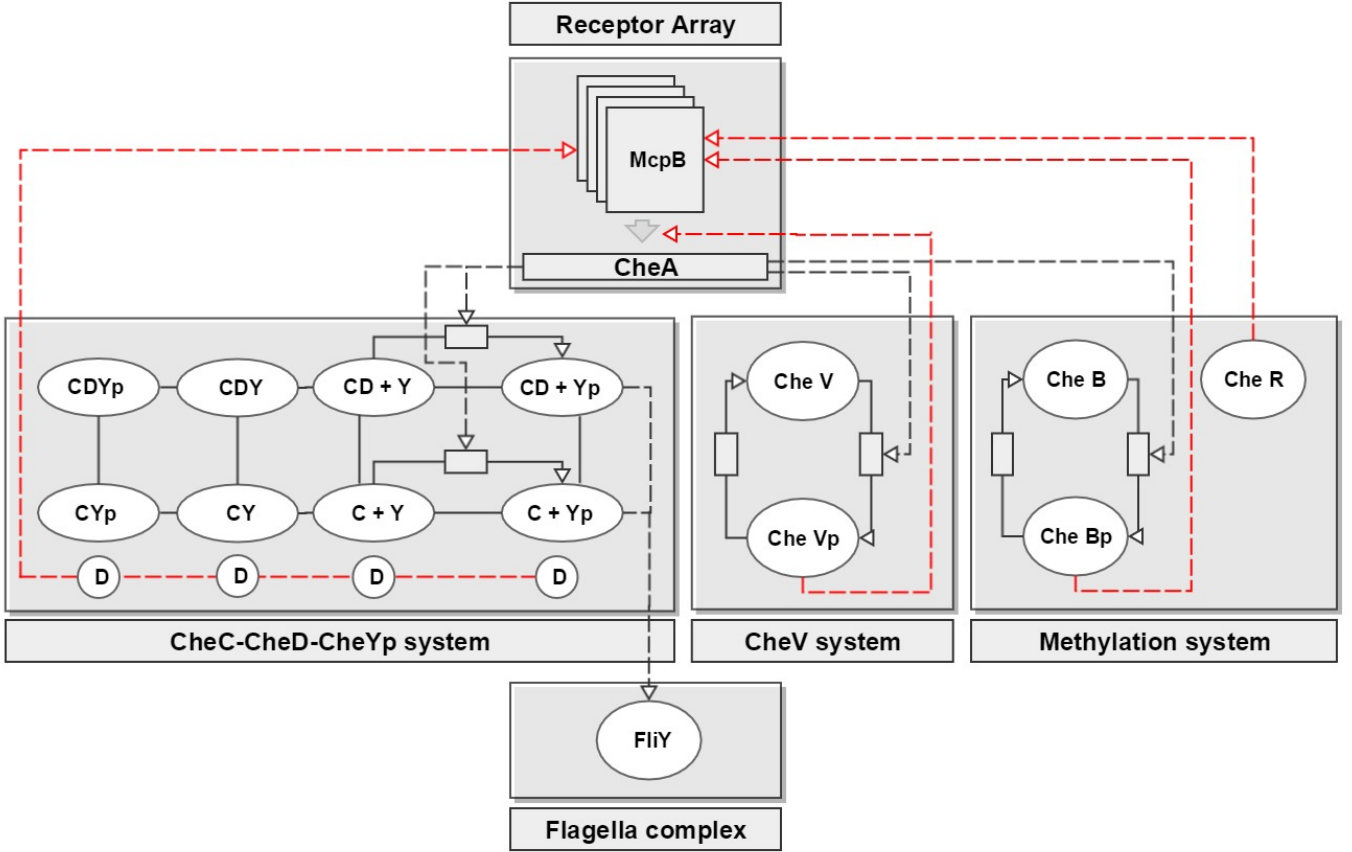 Receptor Array
McpB
CheA
CDYp
CDY
CD + Y
CD + Yp
CYp
CY
C + Y
C + Yp
D
D
D
D
CheC-CheD-CheYp system
Che V
Che Vp
CheV system
Che B
Che R
Che Bp
Methylation system
FliY
Flagella complex